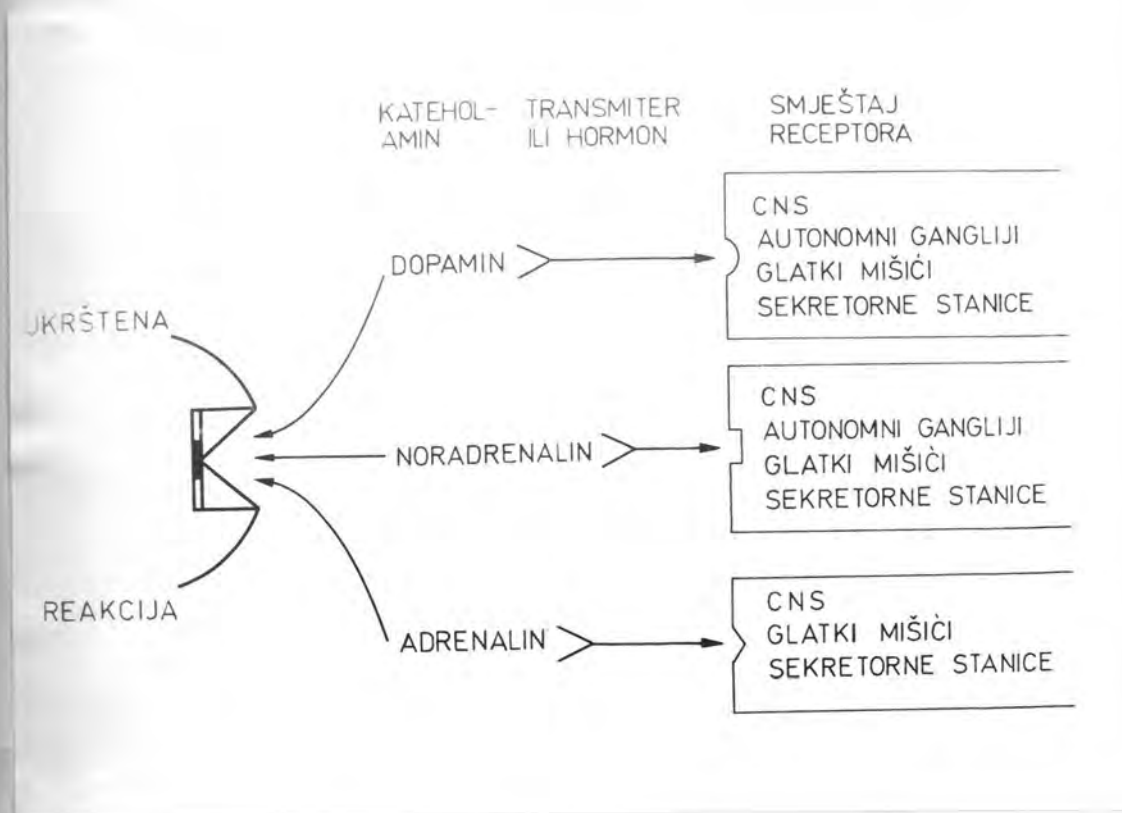 KATEHOL-
AMIN
TRANSMITER
ILI HORMON
SMJEŠTAJ
RECEPTORA
UKRŠTENA
REAKCIJA
DOPAMIN
CNS
AUTONOMNI GANGLIJI
GLATKI MIŠIĆI
SEKRETORNE STANICE
NORADRENALIN
CNS
AUTONOMNI GANGLIJI
GLATKI MIŠIĆI
SEKRETORNE STANICE
ADRENALIN
CNS
GLATKI MIŠIĆI
SEKRETORNE STANICE